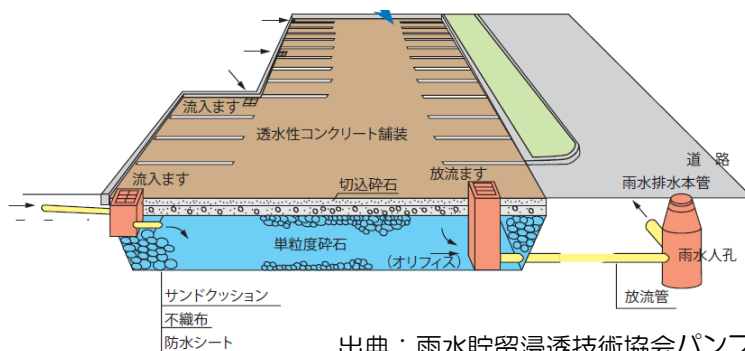 流入ます
透水性コンクリート舗装
道路
流入ます
放流ます
切込砕石
雨水排水本管
単粒度砕石
(オリフィス)
雨水人孔
サンドクッション
放流管
不織布
防水シート
出典：雨水貯留浸透技術協会パンフ